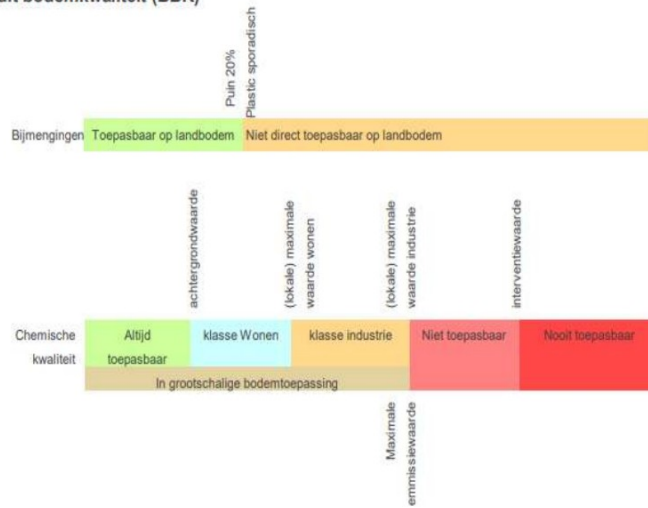 Puin 20%
Plastic sporadisch
Bijmengingen
Toepasbaar op landbodem
Niet direct toepasbaar op landbodem
achtergrondwaarde
(lokale) maximale
waarde wonen
(lokale) maximale
waarde industrie
interventiewaarde
Chemische
kwaliteit
Altijd
toepasbaar
klasse Wonen
klasse industrie
Niet toepasbaar
Nooit toepasbaar
In grootschalige bodemtoepassing
Maximale
emmissiewaarde